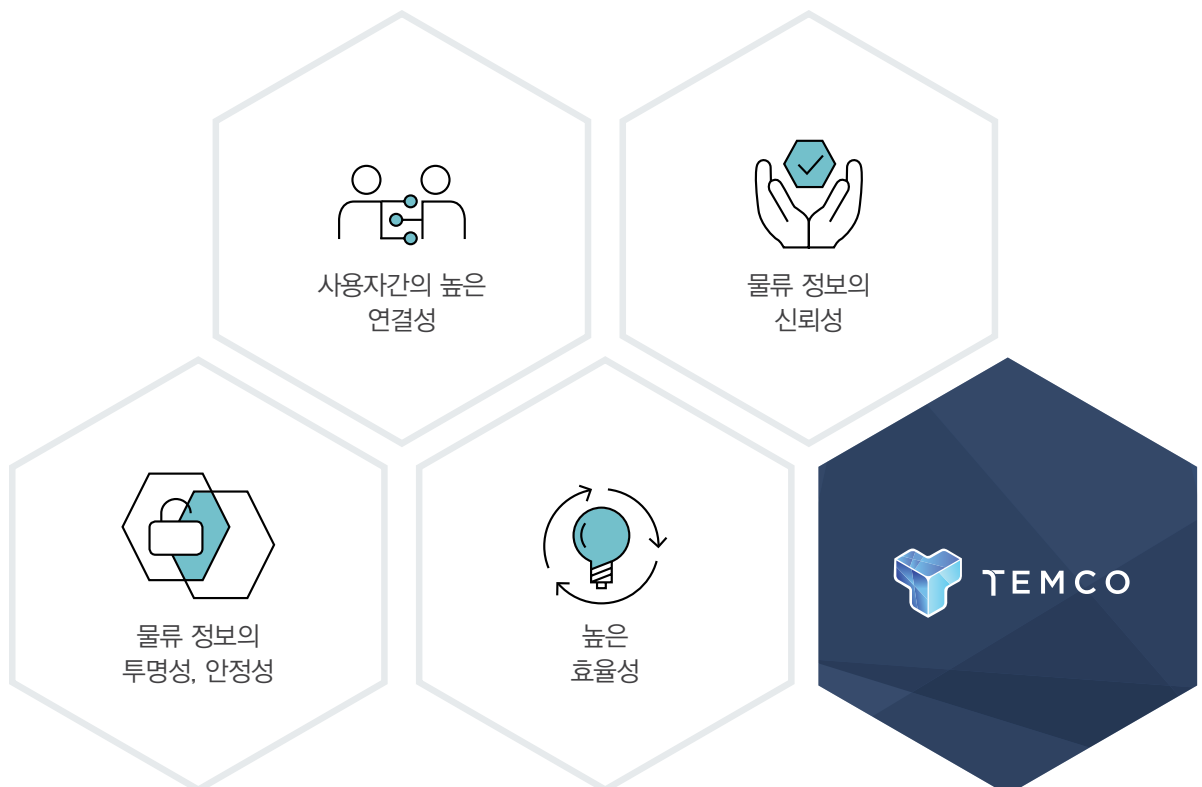 사용자간의 높은
연결성
물류 정보의
신뢰성
물류 정보의
투명성, 안정성
높은
효율성
TEMCO